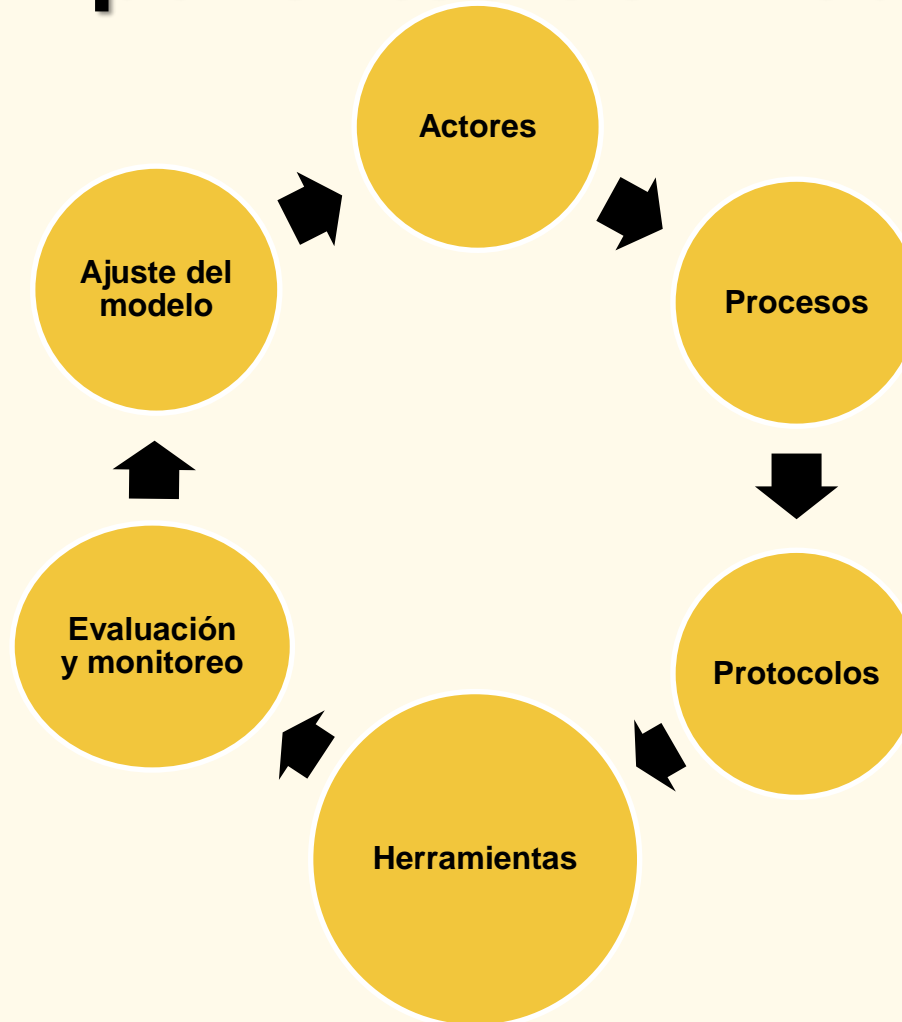 Actores
Procesos
Protocolos
Herramientas
Evaluación
y monitoreo
Ajuste del
modelo